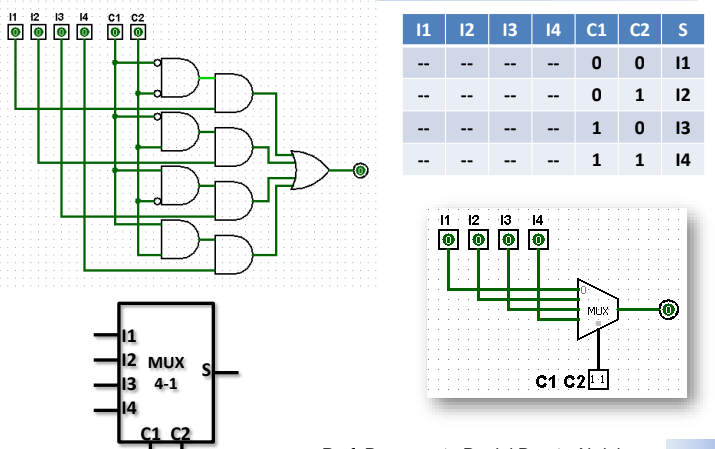 I1 I2 I3 I4 C1 C2
0 0 0 0 0 0
0
I1 I2 I3 I4 C1 C2 S
-- -- -- -- 0 0 I1
-- -- -- -- 0 1 I2
-- -- -- -- 1 0 I3
-- -- -- -- 1 1 I4
I1 I2 I3 I4
0 0 0 0
0
MUX
0
C1 C2 1 1
I1
I2
I3
I4
MUX
4-1
S
C1 C2